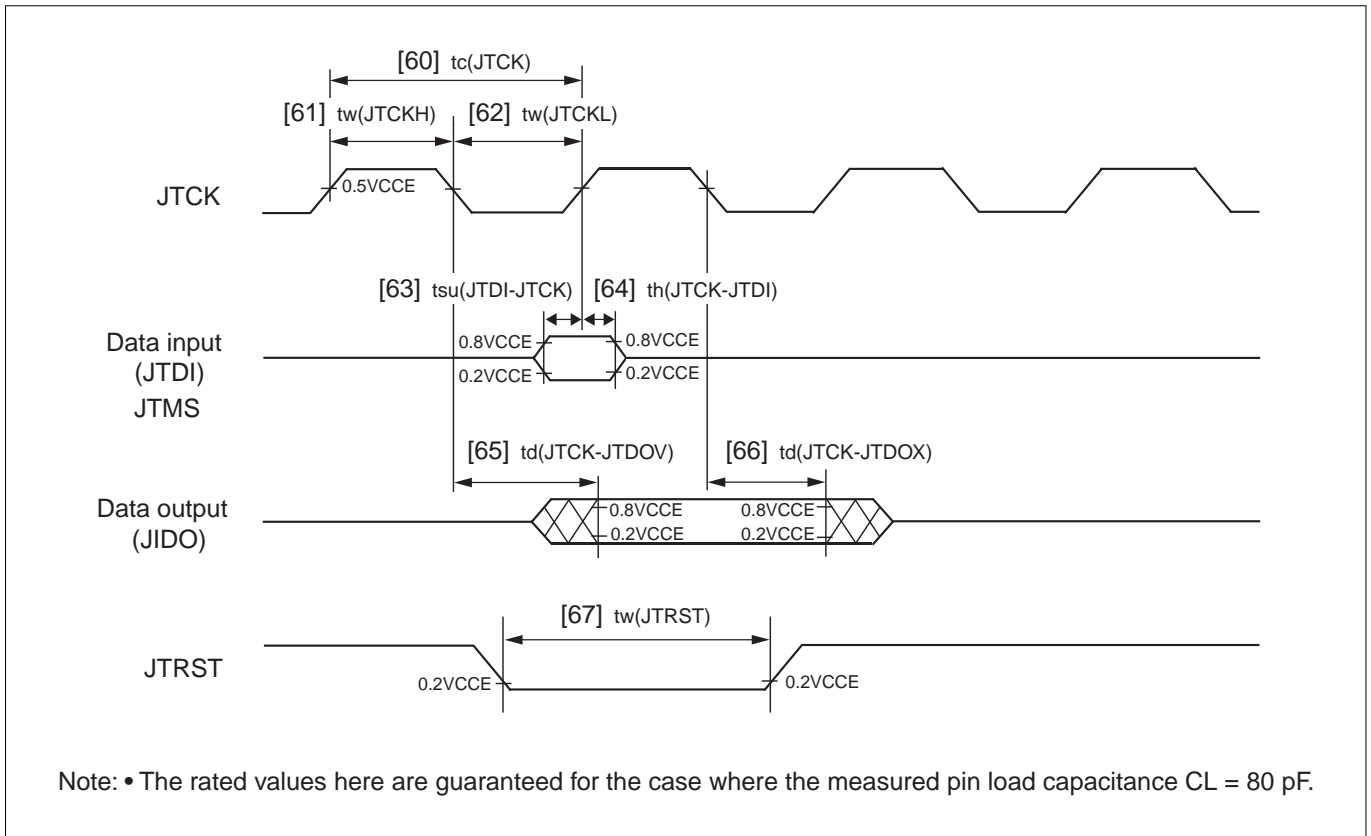 [60] tc(JTCK)
[61] tw(JTCKH) [62] tw(JTCKL)
JTCK
0.5VCCE
[63] tsu(JTDI-JTCK) [64] th(JTCK-JTDI)
Data input
(JTDI)
JTMS
0.8VCCE 0.8VCCE
0.2VCCE 0.2VCCE
[65] td(JTCK-JTDOV) [66] td(JTCK-JTDOX)
Data output
(JIDO)
0.8VCCE 0.8VCCE
0.2VCCE 0.2VCCE
[67] tw(JTRST)
JTRST
0.2VCCE 0.2VCCE
Note: • The rated values here are guaranteed for the case where the measured pin load capacitance CL = 80 pF.